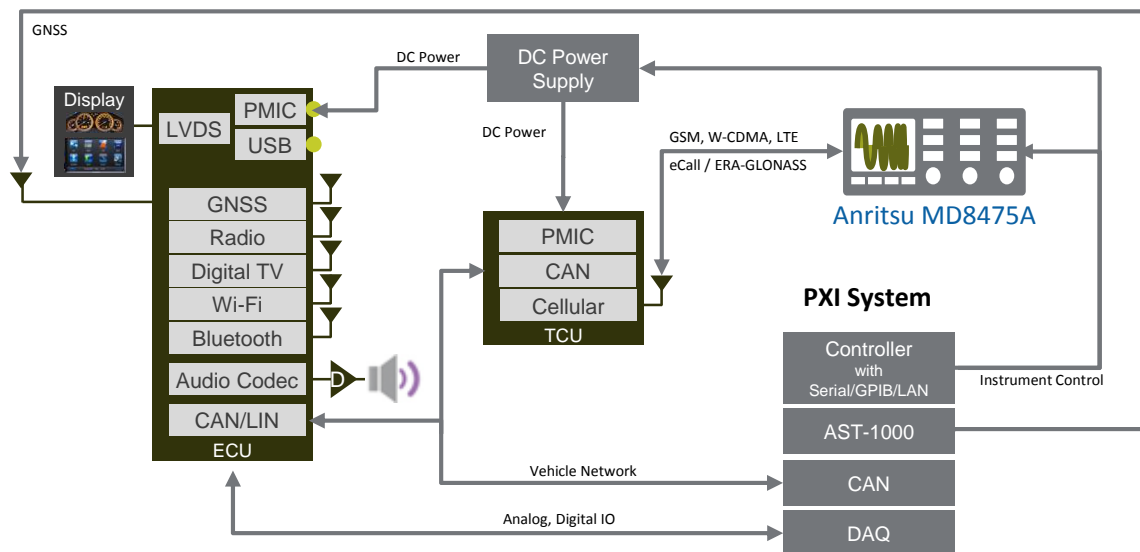 GNSS
DC Power
DC Power
Supply
Display
LVDS
PMIC
USB
DC Power
GSM, W-CDMA, LTE
eCall / ERA-GLONASS
Anritsu MD8475A
GNSS
Radio
Digital TV
Wi-Fi
Bluetooth
Audio Codec
D
CAN/LIN
ECU
PMIC
CAN
Cellular
TCU
PXI System
Controller
with
Serial/GPIB/LAN
Instrument Control
AST-1000
Vehicle Network
CAN
Analog, Digital IO
DAQ